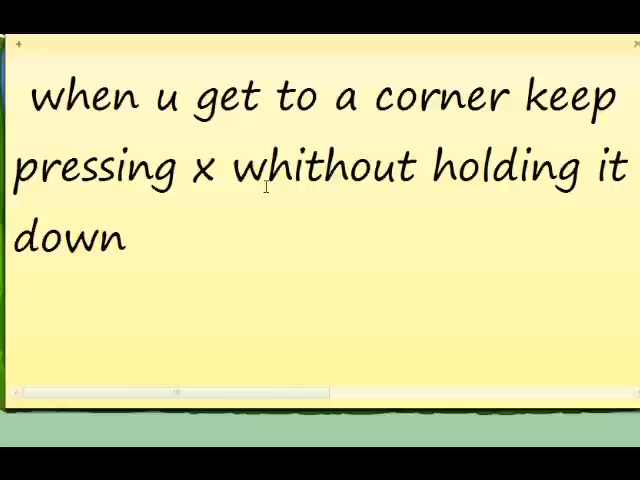 when u get to a corner keep
pressing x whithout holding it
down